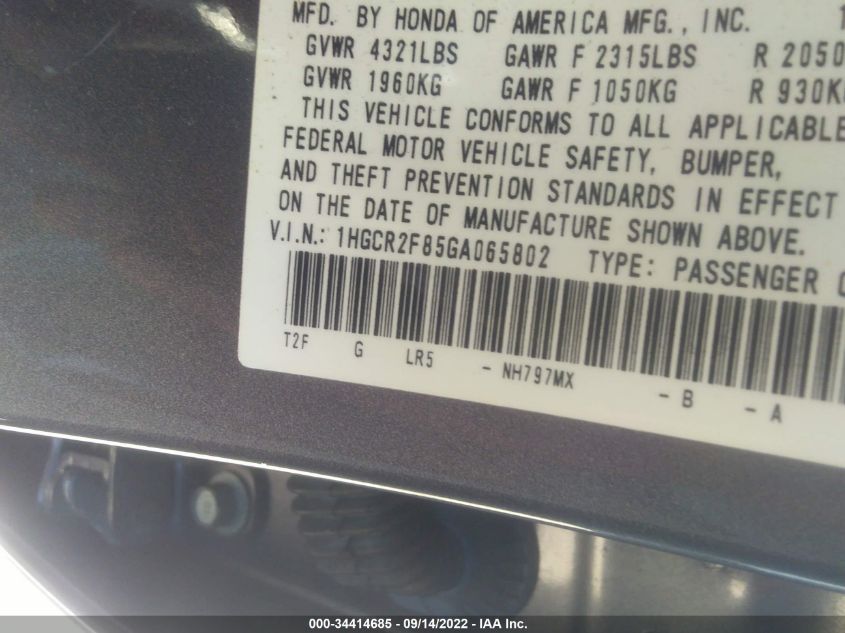 MFD. BY HONDA OF AMERICA MFG., INC.
GVWR 4321LBS GAWR F 2315LBS R 2050
GVWR 1960KG GAWR F 1050KG R 930K
THIS VEHICLE CONFORMS TO ALL APPLICABLE
FEDERAL MOTOR VEHICLE SAFETY, BUMPER,
AND THEFT PREVENTION STANDARDS IN EFFECT
ON THE DATE OF MANUFACTURE SHOWN ABOVE.
V.I.N.: 1HGCR2F85GA065802 TYPE: PASSENGER
T2F G LR5 - NH797MX - B - A
000-34414685 - 09/14/2022 - IAA Inc.